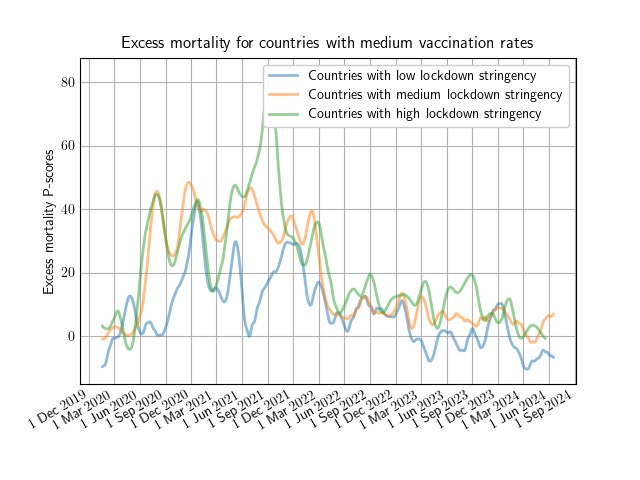 Excess mortality for countries with medium vaccination rates
Countries with low lockdown stringency
Countries with medium lockdown stringency
Countries with high lockdown stringency
Excess mortality P-scores
80
60
40
20
0
1 Dec 2019
1 Mar 2020
1 Jun 2020
1 Sep 2020
1 Dec 2020
1 Mar 2021
1 Jun 2021
1 Sep 2021
1 Dec 2021
1 Mar 2022
1 Jun 2022
1 Sep 2022
1 Dec 2022
1 Mar 2023
1 Jun 2023
1 Sep 2023
1 Dec 2023
1 Mar 2024
1 Jun 2024
1 Sep 2024